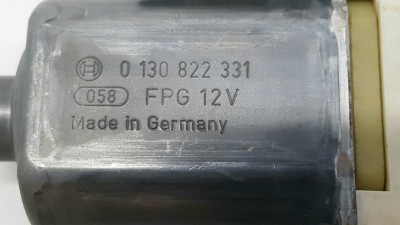 0 130 822 331
058 FPG 12V
Made in Germany